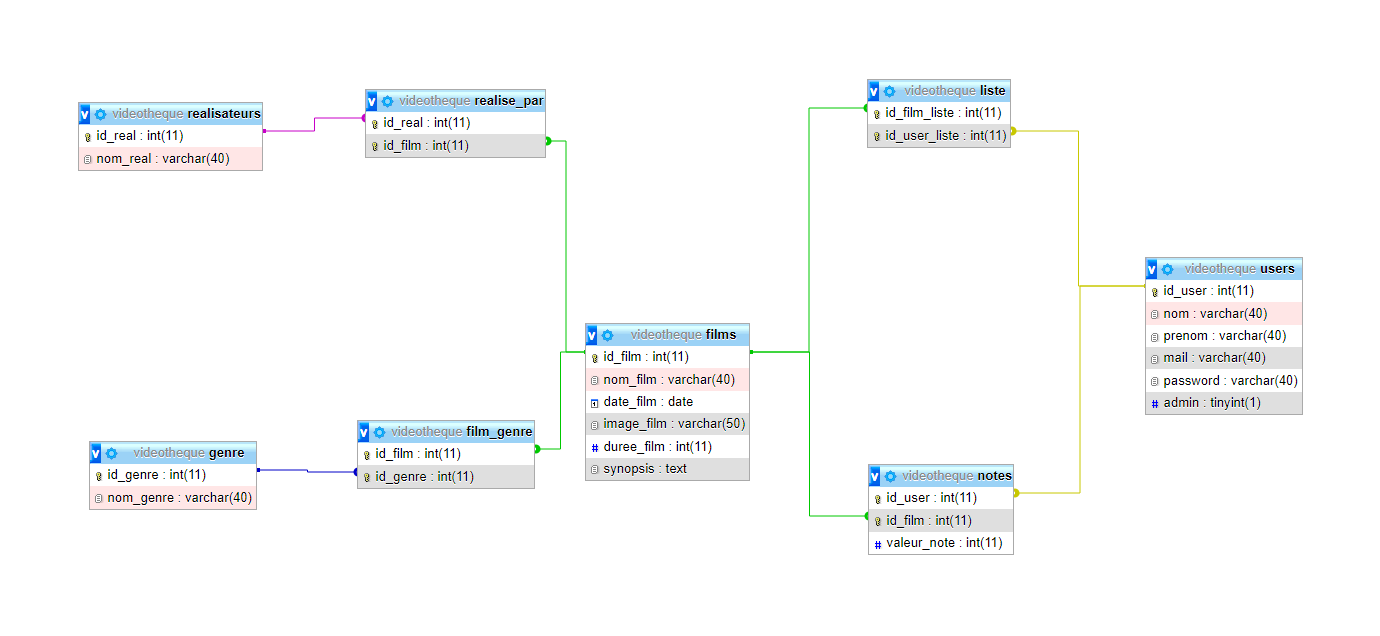 v videotheque realisateurs
id_real : int(11)
nom_real : varchar(40)
v videotheque realise_par
id_real : int(11)
id_film : int(11)
v videotheque liste
id_film_liste : int(11)
id_user_liste : int(11)
v videotheque users
id_user : int(11)
nom : varchar(40)
prenom : varchar(40)
mail : varchar(40)
password : varchar(40)
# admin : tinyint(1)
v videotheque films
id_film : int(11)
nom_film : varchar(40)
date_film : date
image_film : varchar(50)
# duree_film : int(11)
synopsis : text
v videotheque genre
id_genre : int(11)
nom_genre : varchar(40)
v videotheque film_genre
id_film : int(11)
id_genre : int(11)
v videotheque notes
id_user : int(11)
id_film : int(11)
# valeur_note : int(11)